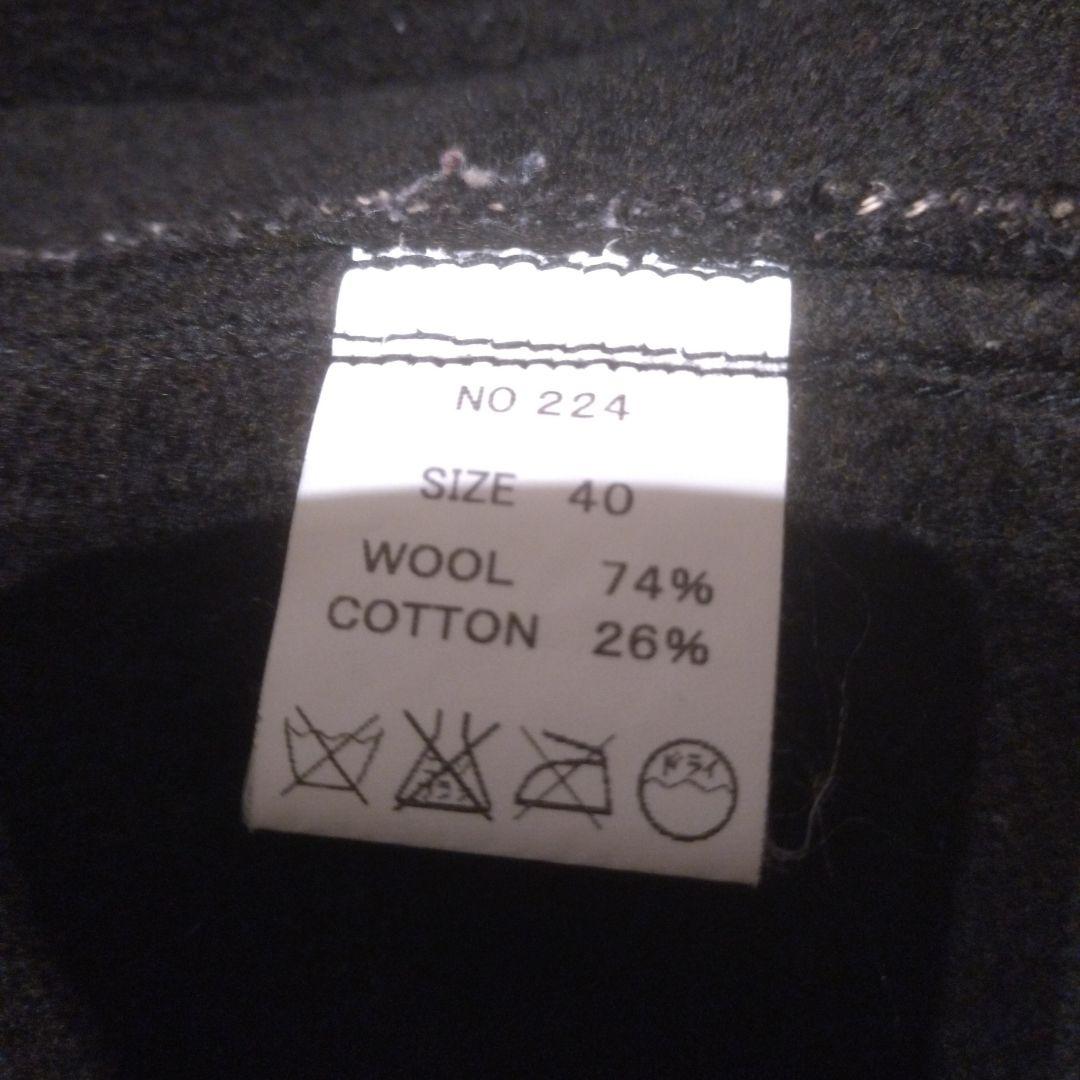 NO 224
SIZE 40
WOOL 74%
COTTON 26%
ドライ